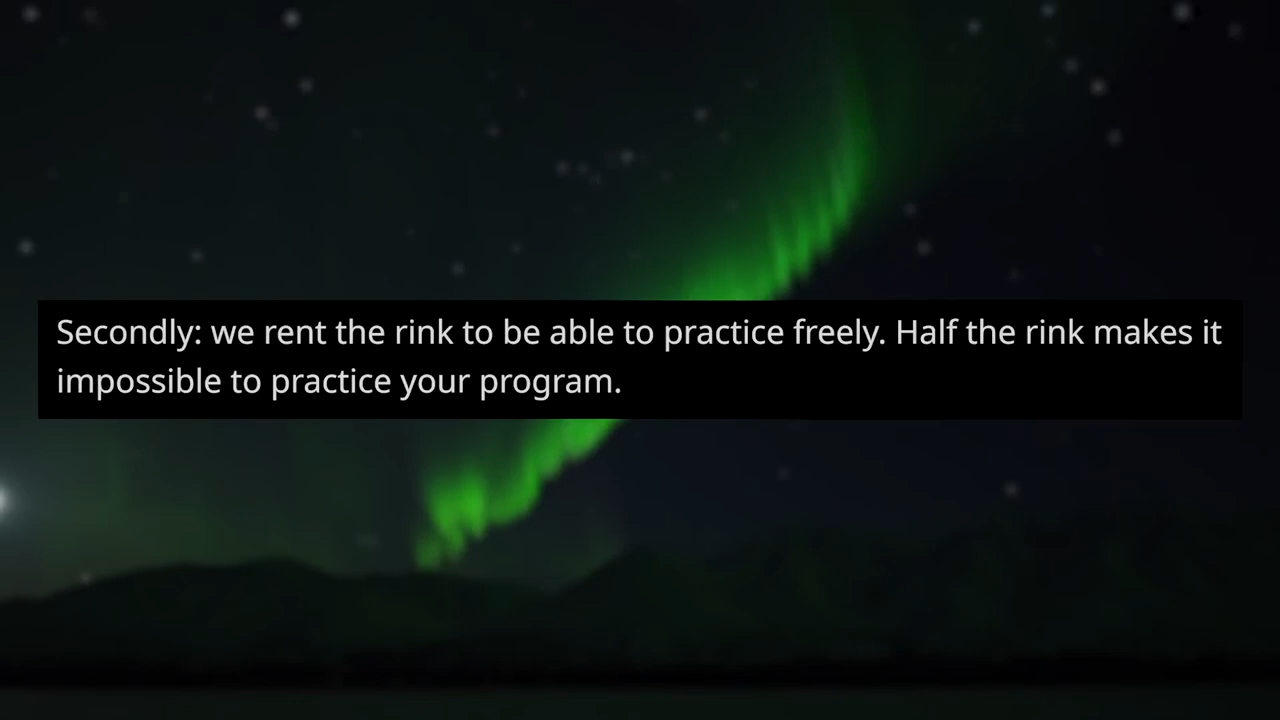 Secondly: we rent the rink to be able to practice freely. Half the rink makes it
impossible to practice your program.